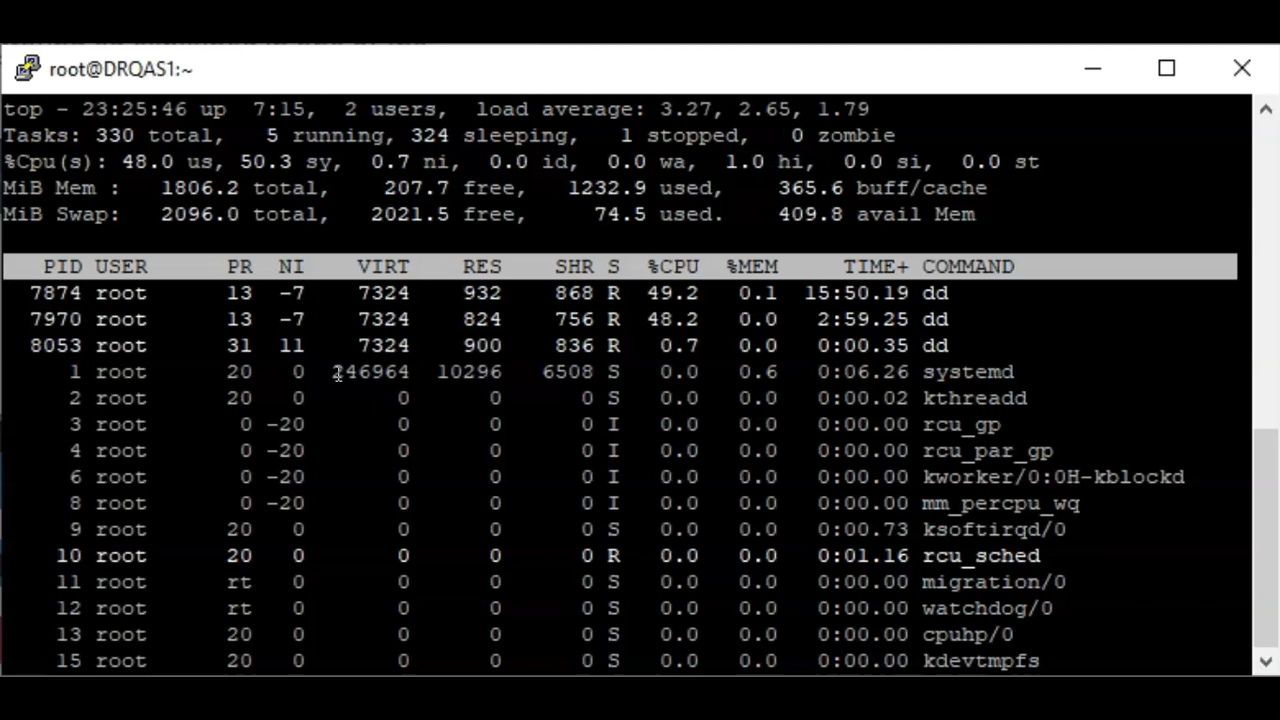 root@DRQAS1:~
top - 23:25:46 up  7:15,  2 users,  load average: 3.27, 2.65, 1.79
Tasks: 330 total,   5 running, 324 sleeping,   1 stopped,   0 zombie
%Cpu(s): 48.0 us, 50.3 sy,  0.7 ni,  0.0 id,  0.0 wa,  1.0 hi,  0.0 si,  0.0 st
MiB Mem :   1806.2 total,    207.7 free,   1232.9 used,    365.6 buff/cache
MiB Swap:   2096.0 total,   2021.5 free,     74.5 used.    409.8 avail Mem
PID USER PR NI VIRT RES SHR S %CPU %MEM TIME+ COMMAND
7874 root 13 -7 7324 932 868 R 49.2 0.1 15:50.19 dd
7970 root 13 -7 7324 824 756 R 48.2 0.0 2:59.25 dd
8053 root 31 11 7324 900 836 R 0.7 0.0 0:00.35 dd
1 root 20 0 246964 10296 6508 S 0.0 0.6 0:06.26 systemd
2 root 20 0 0 0 0 S 0.0 0.0 0:00.02 kthreadd
3 root 0 -20 0 0 0 I 0.0 0.0 0:00.00 rcu_gp
4 root 0 -20 0 0 0 I 0.0 0.0 0:00.00 rcu_par_gp
6 root 0 -20 0 0 0 I 0.0 0.0 0:00.00 kworker/0:0H-kblockd
8 root 0 -20 0 0 0 I 0.0 0.0 0:00.00 mm_percpu_wq
9 root 20 0 0 0 0 S 0.0 0.0 0:00.73 ksoftirqd/0
10 root 20 0 0 0 0 R 0.0 0.0 0:01.16 rcu_sched
11 root rt 0 0 0 0 S 0.0 0.0 0:00.00 migration/0
12 root rt 0 0 0 0 S 0.0 0.0 0:00.00 watchdog/0
13 root 20 0 0 0 0 S 0.0 0.0 0:00.00 cpuhp/0
15 root 20 0 0 0 0 S 0.0 0.0 0:00.00 kdevtmpfs